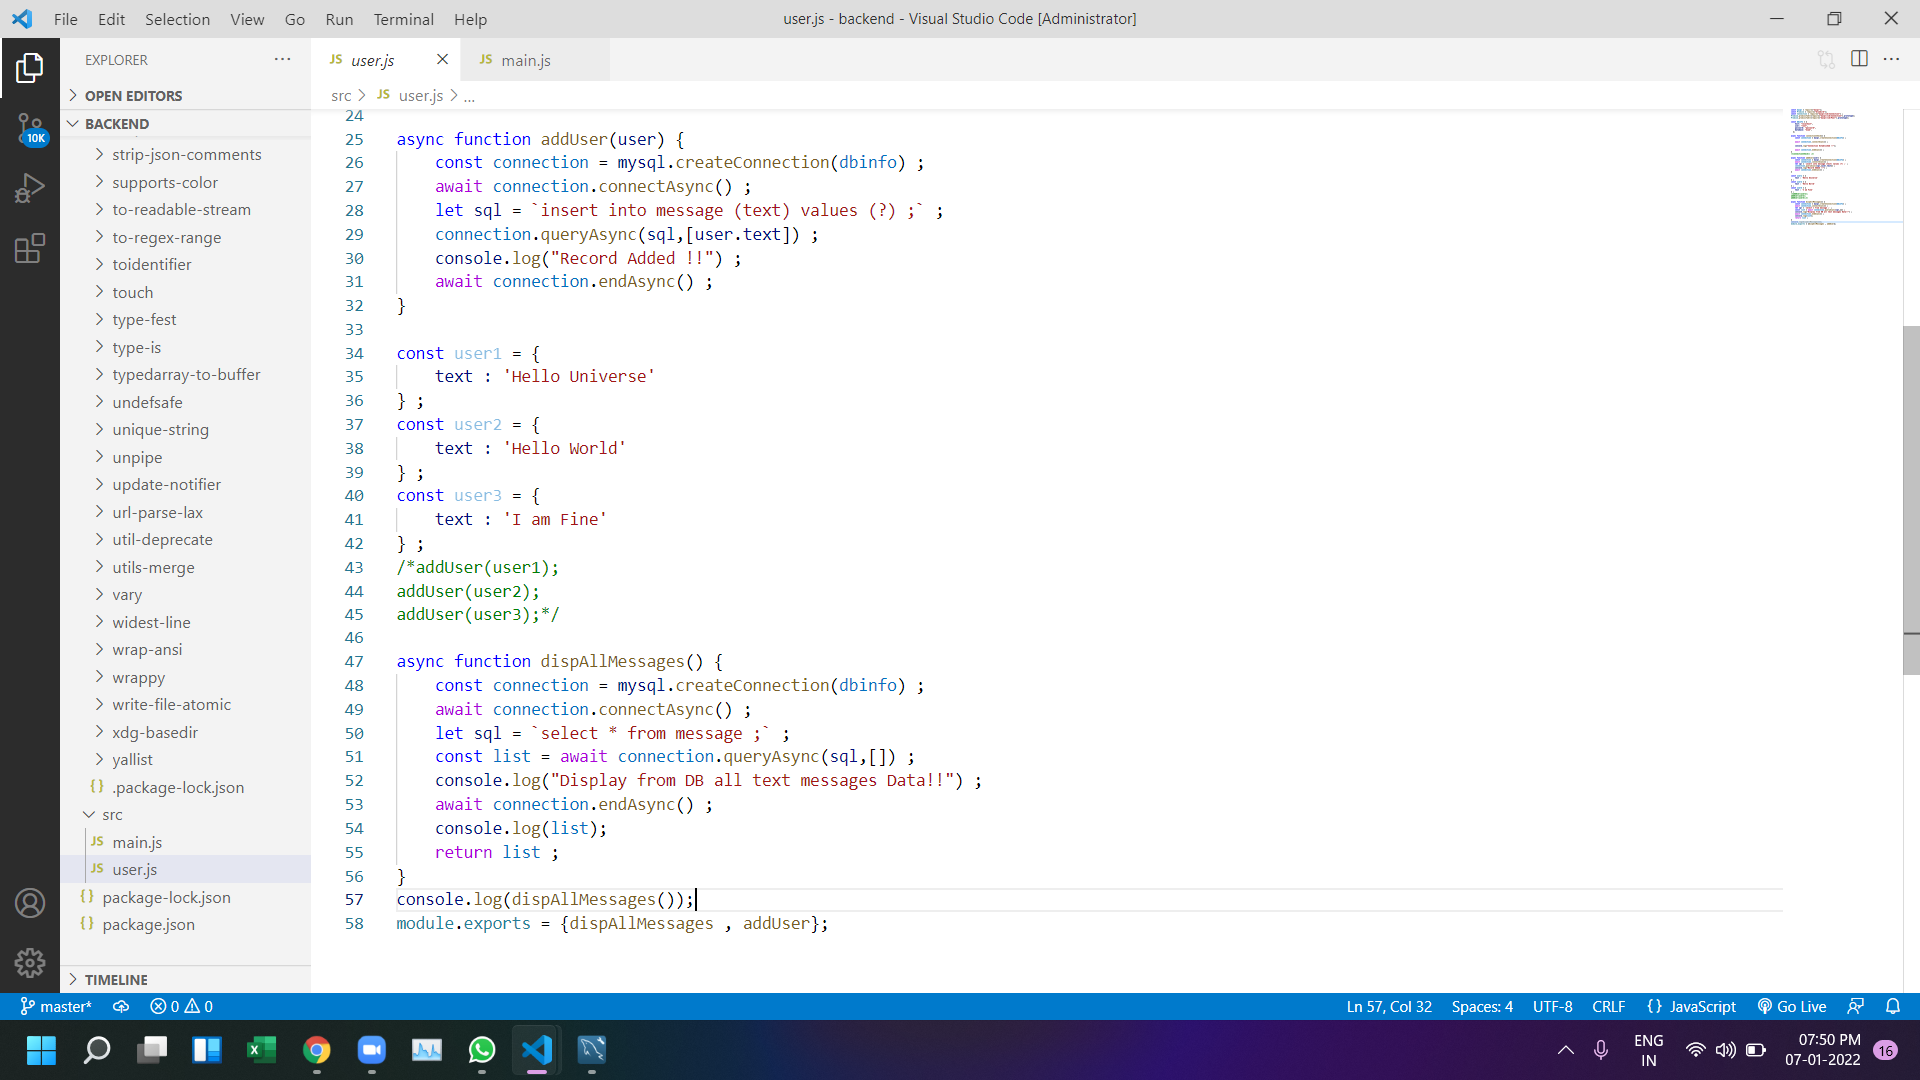 File Edit Selection View Go Run Terminal Help
user.js - backend - Visual Studio Code [Administrator]
EXPLORER
OPEN EDITORS
BACKEND
10K
strip-json-comments
supports-color
to-readable-stream
to-regex-range
toidentifier
touch
type-fest
type-is
typedarray-to-buffer
undefsafe
unique-string
unpipe
update-notifier
url-parse-lax
util-deprecate
utils-merge
vary
widest-line
wrap-ansi
wrappy
write-file-atomic
xdg-basedir
yallist
{} .package-lock.json
src
JS main.js
JS user.js
{} package-lock.json
{} package.json
TIMELINE
JS user.js
JS main.js
src > JS user.js > ...
24
25 async function addUser(user) {
26 const connection = mysql.createConnection(dbinfo) ;
27 await connection.connectAsync() ;
28 let sql = `insert into message (text) values (?) ;` ;
29 connection.queryAsync(sql,[user.text]) ;
30 console.log("Record Added !!") ;
31 await connection.endAsync() ;
32 }
33
34 const user1 = {
35 text : 'Hello Universe'
36 } ;
37 const user2 = {
38 text : 'Hello World'
39 } ;
40 const user3 = {
41 text : 'I am Fine'
42 } ;
43 /*addUser(user1);
44 addUser(user2);
45 addUser(user3);*/
46
47 async function dispAllMessages() {
48 const connection = mysql.createConnection(dbinfo) ;
49 await connection.connectAsync() ;
50 let sql = `select * from message ;` ;
51 const list = await connection.queryAsync(sql,[]) ;
52 console.log("Display from DB all text messages Data!!") ;
53 await connection.endAsync() ;
54 console.log(list);
55 return list ;
56 }
57 console.log(dispAllMessages());
58 module.exports = {dispAllMessages , addUser};
master* 0 0
Ln 57, Col 32 Spaces: 4 UTF-8 CRLF {} JavaScript Go Live
ENG
IN
07:50 PM
07-01-2022
16